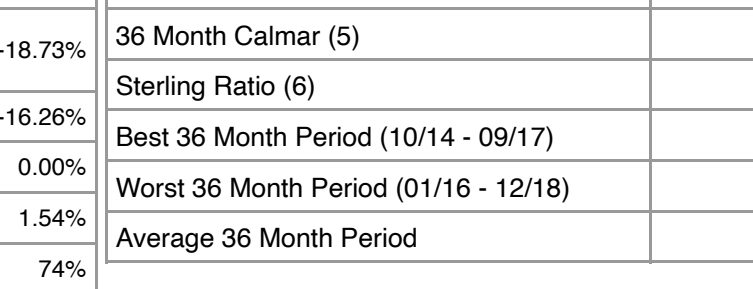 -18.73%
-16.26%
0.00%
1.54%
74%
36 Month Calmar (5)
Sterling Ratio (6)
Best 36 Month Period (10/14 - 09/17)
Worst 36 Month Period (01/16 - 12/18)
Average 36 Month Period